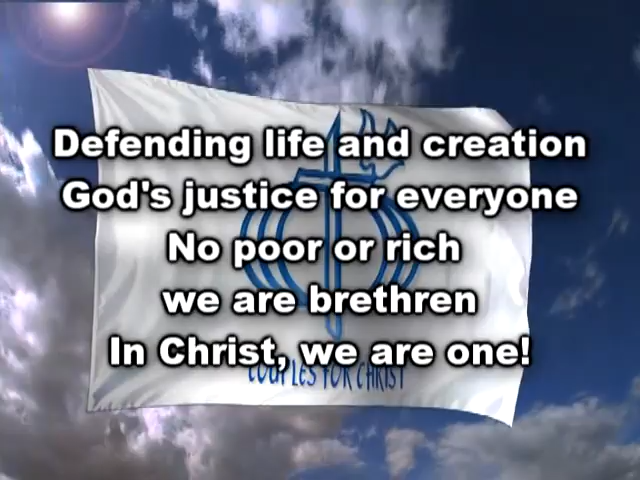 Defending life and creation
God's justice for everyone
No poor or rich
we are brethren
In Christ, we are one!
COUPLES FOR CHRIST